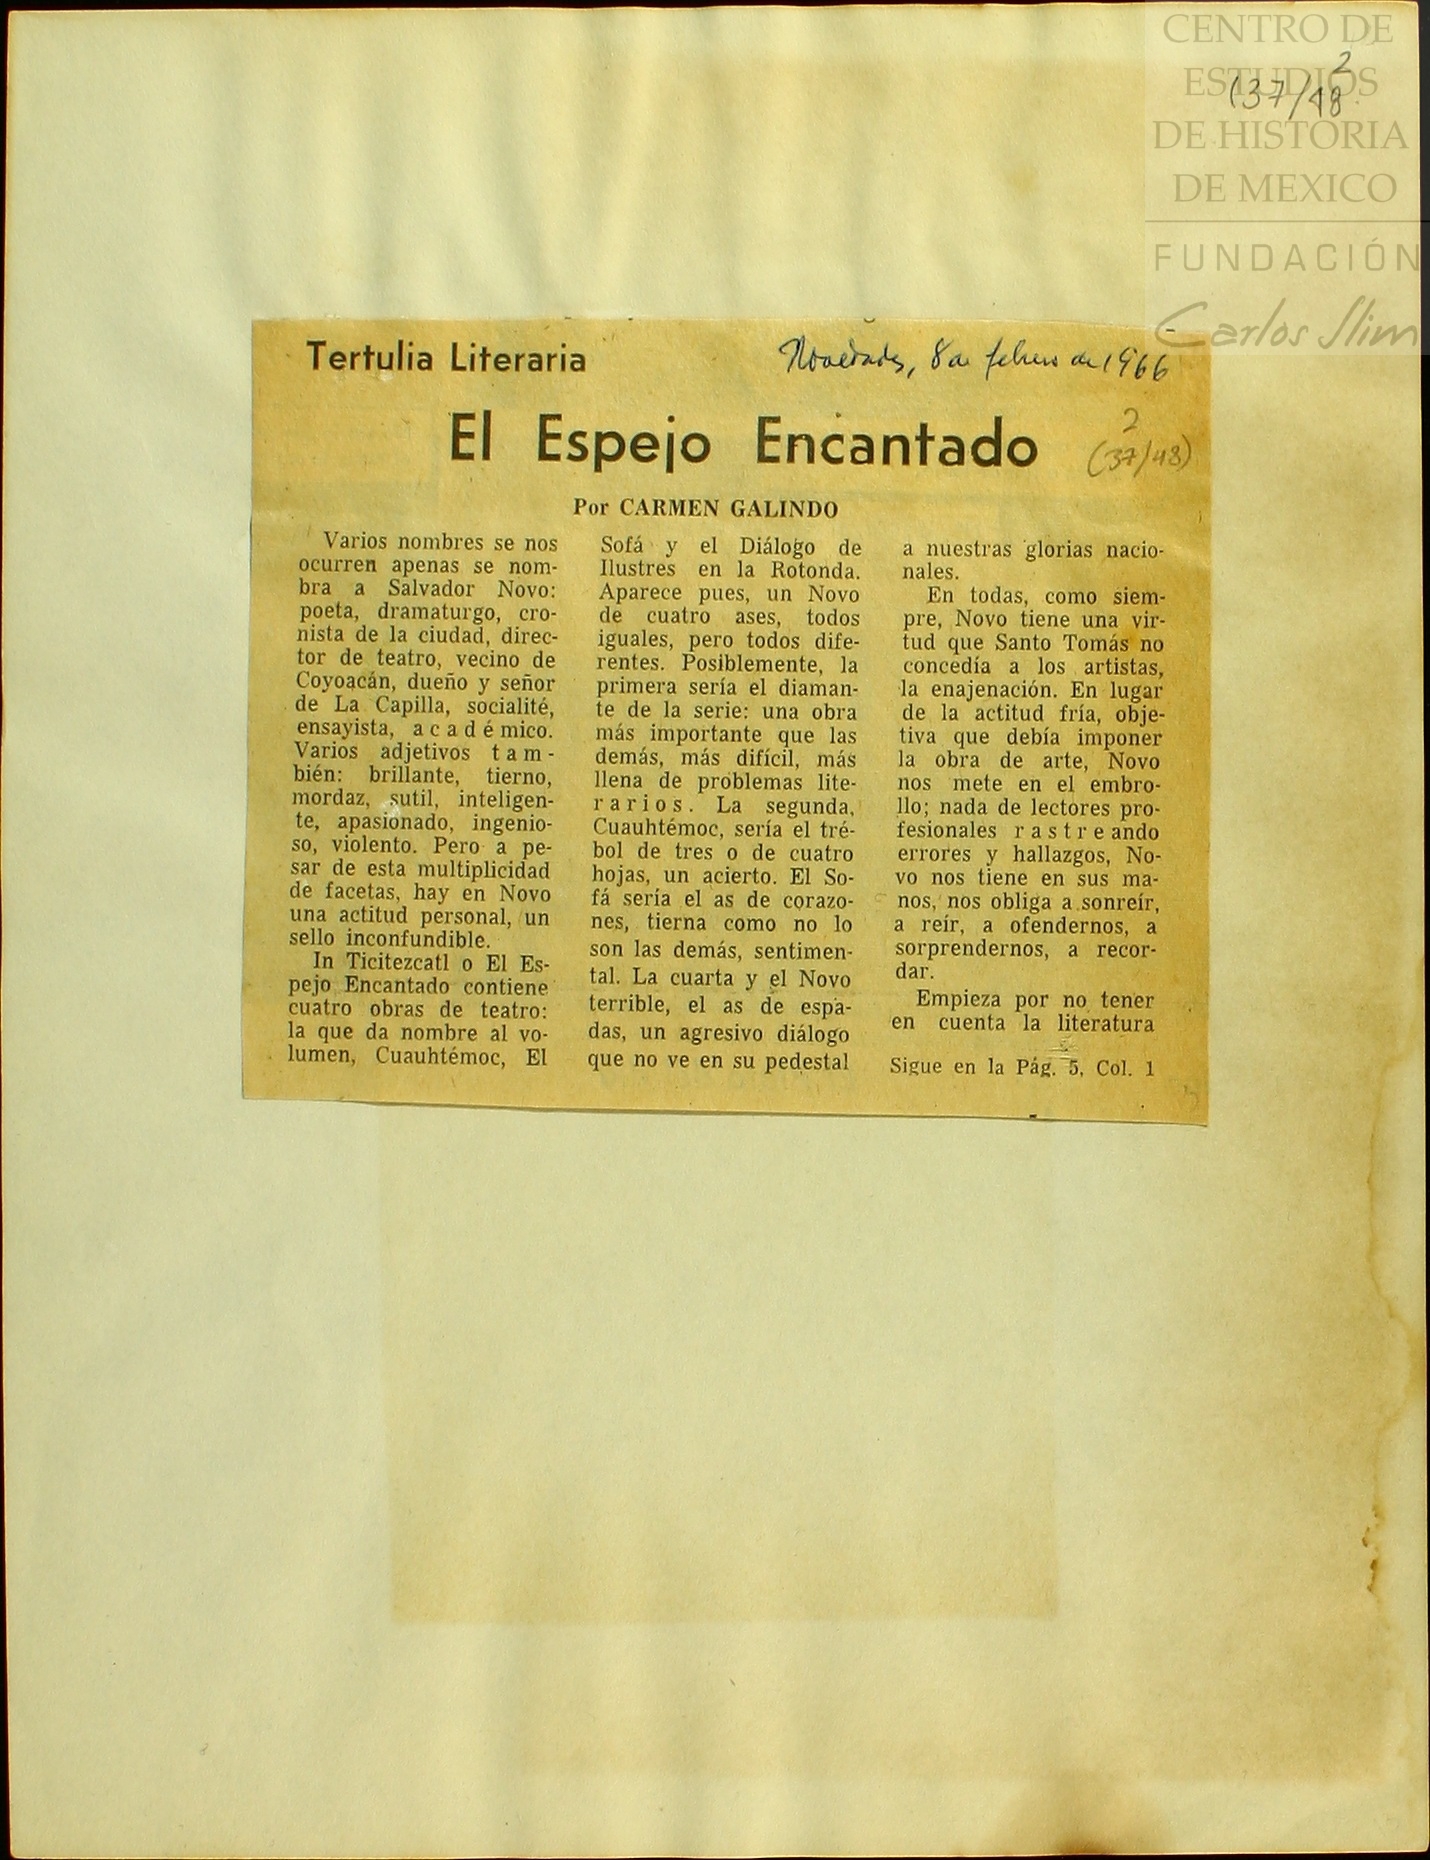 CENTRO DE
ESTUDIOS
DE HISTORIA
DE MEXICO
FUNDACIÓN
Carlos Slim
2
(37/48
Tertulia Literaria
Novedades, 8 de febrero de 1966
El Espejo Encantado
2
(37/48)
Por CARMEN GALINDO
Varios nombres se nos
ocurren apenas se nom-
bra a Salvador Novo:
poeta, dramaturgo, cro-
nista de la ciudad, direc-
tor de teatro, vecino de
Coyoacán, dueño y señor
de La Capilla, socialité,
ensayista, académico.
Varios adjetivos tam-
bién: brillante, tierno,
mordaz, sutil, inteligen-
te, apasionado, ingenio-
so, violento. Pero a pe-
sar de esta multiplicidad
de facetas, hay en Novo
una actitud personal, un
sello inconfundible.
In Ticitezcatl o El Es-
pejo Encantado contiene
cuatro obras de teatro:
la que da nombre al vo-
lumen, Cuauhtémoc, El
Sofá y el Diálogo de
Ilustres en la Rotonda.
Aparece pues, un Novo
de cuatro ases, todos
iguales, pero todos dife-
rentes. Posiblemente, la
primera sería el diaman-
te de la serie: una obra
más importante que las
demás, más difícil, más
llena de problemas lite-
rarios. La segunda,
Cuauhtémoc, sería el tré-
bol de tres o de cuatro
hojas, un acierto. El So-
fá sería el as de corazo-
nes, tierna como no lo
son las demás, sentimen-
tal. La cuarta y el Novo
terrible, el as de espa-
das, un agresivo diálogo
que no ve en su pedestal
a nuestras glorias nacio-
nales.
En todas, como siem-
pre, Novo tiene una vir-
tud que Santo Tomás no
concedía a los artistas,
la enajenación. En lugar
de la actitud fría, obje-
tiva que debía imponer
la obra de arte, Novo
nos mete en el embro-
llo; nada de lectores pro-
fesionales rastreando
errores y hallazgos, No-
vo nos tiene en sus ma-
nos, nos obliga a sonreír,
a reír, a ofendernos, a
sorprendernos, a recor-
dar.
Empieza por no tener
en cuenta la literatura
Sigue en la Pág. 5, Col. 1